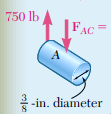 750 lb
F_AC =
A
3/8 -in. diameter